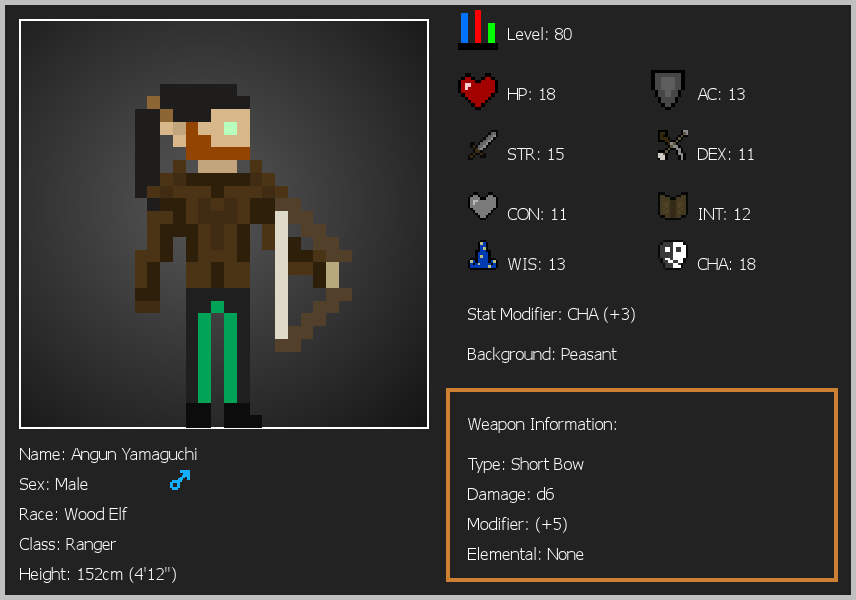 Level: 80
HP: 18
AC: 13
STR: 15
DEX: 11
CON: 11
INT: 12
WIS: 13
CHA: 18
Stat Modifier: CHA (+3)
Background: Peasant
Weapon Information:
Type: Short Bow
Damage: d6
Modifier: (+5)
Elemental: None
Name: Angun Yamaguchi
Sex: Male
Race: Wood Elf
Class: Ranger
Height: 152cm (4'12")